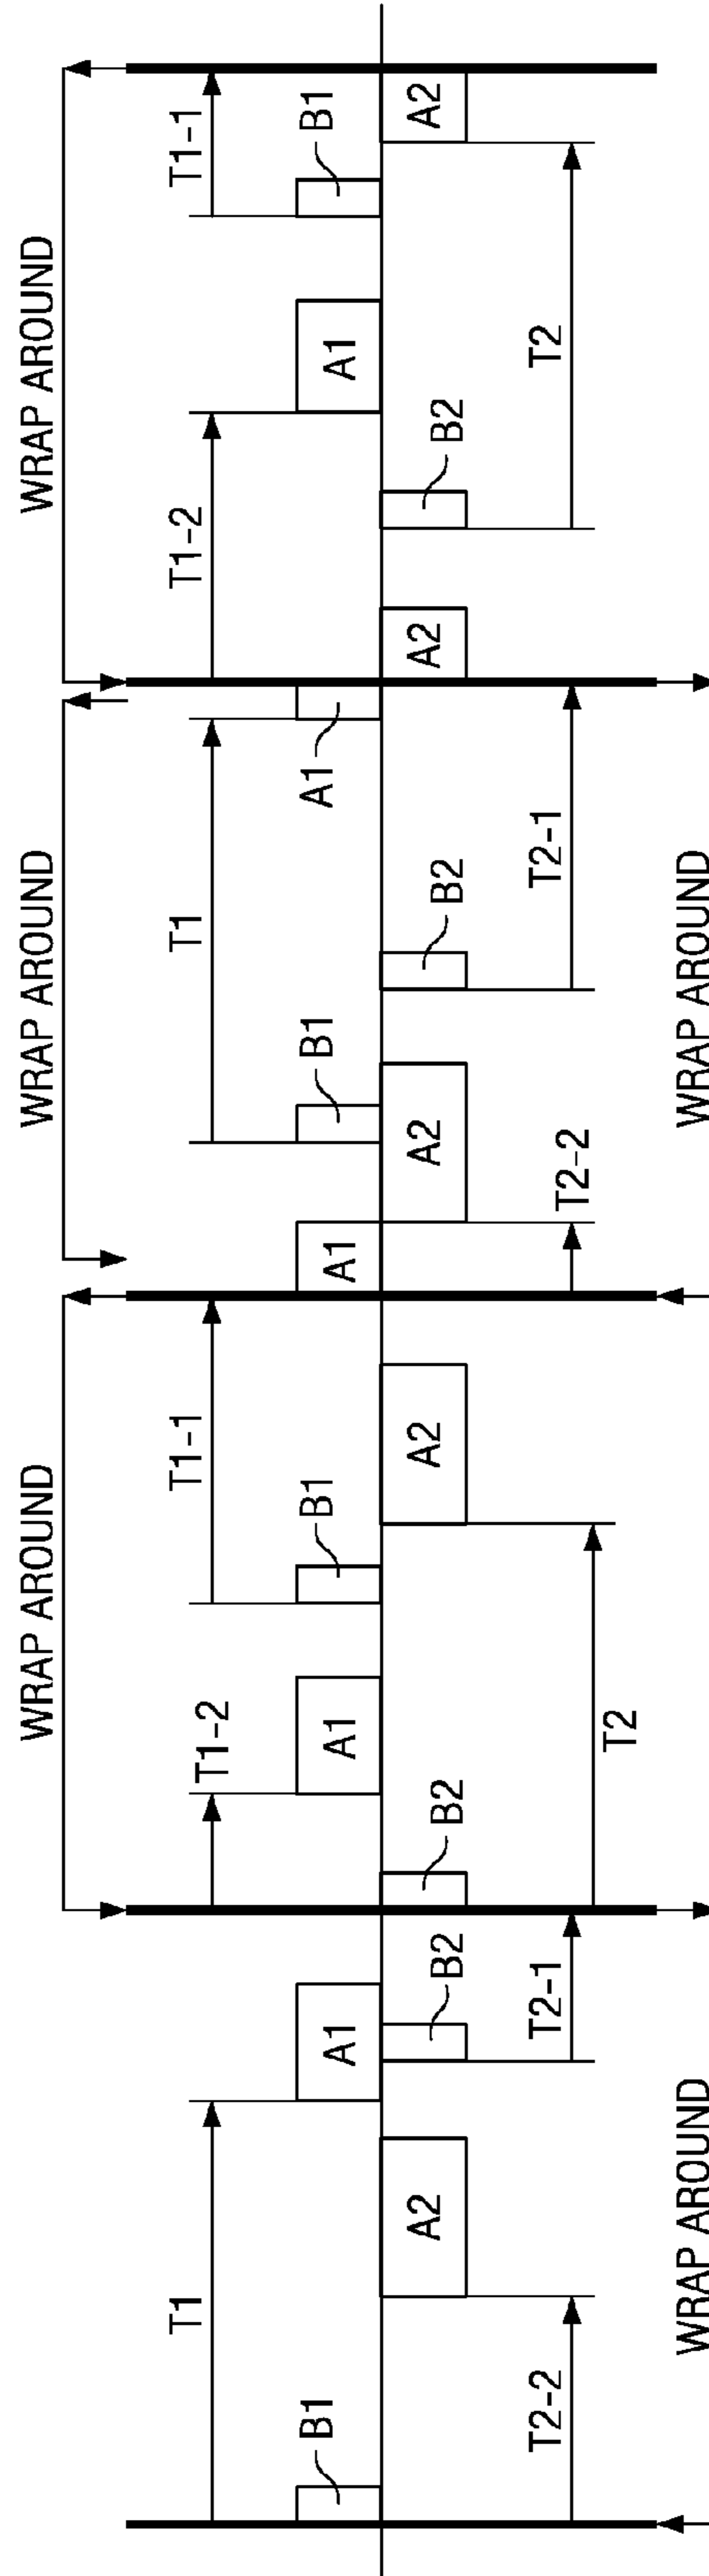 WRAP AROUND
WRAP AROUND
WRAP AROUND
T1
T1-2
T1-1
T1
T1-2
T1-1
B1
B1
B1
A1
B1
A1
A1
A1
A1
A2
A2
A2
A2
A2
B2
B2
B2
B2
T2-2
T2-1
T2
T2-2
T2-1
T2
WRAP AROUND
WRAP AROUND